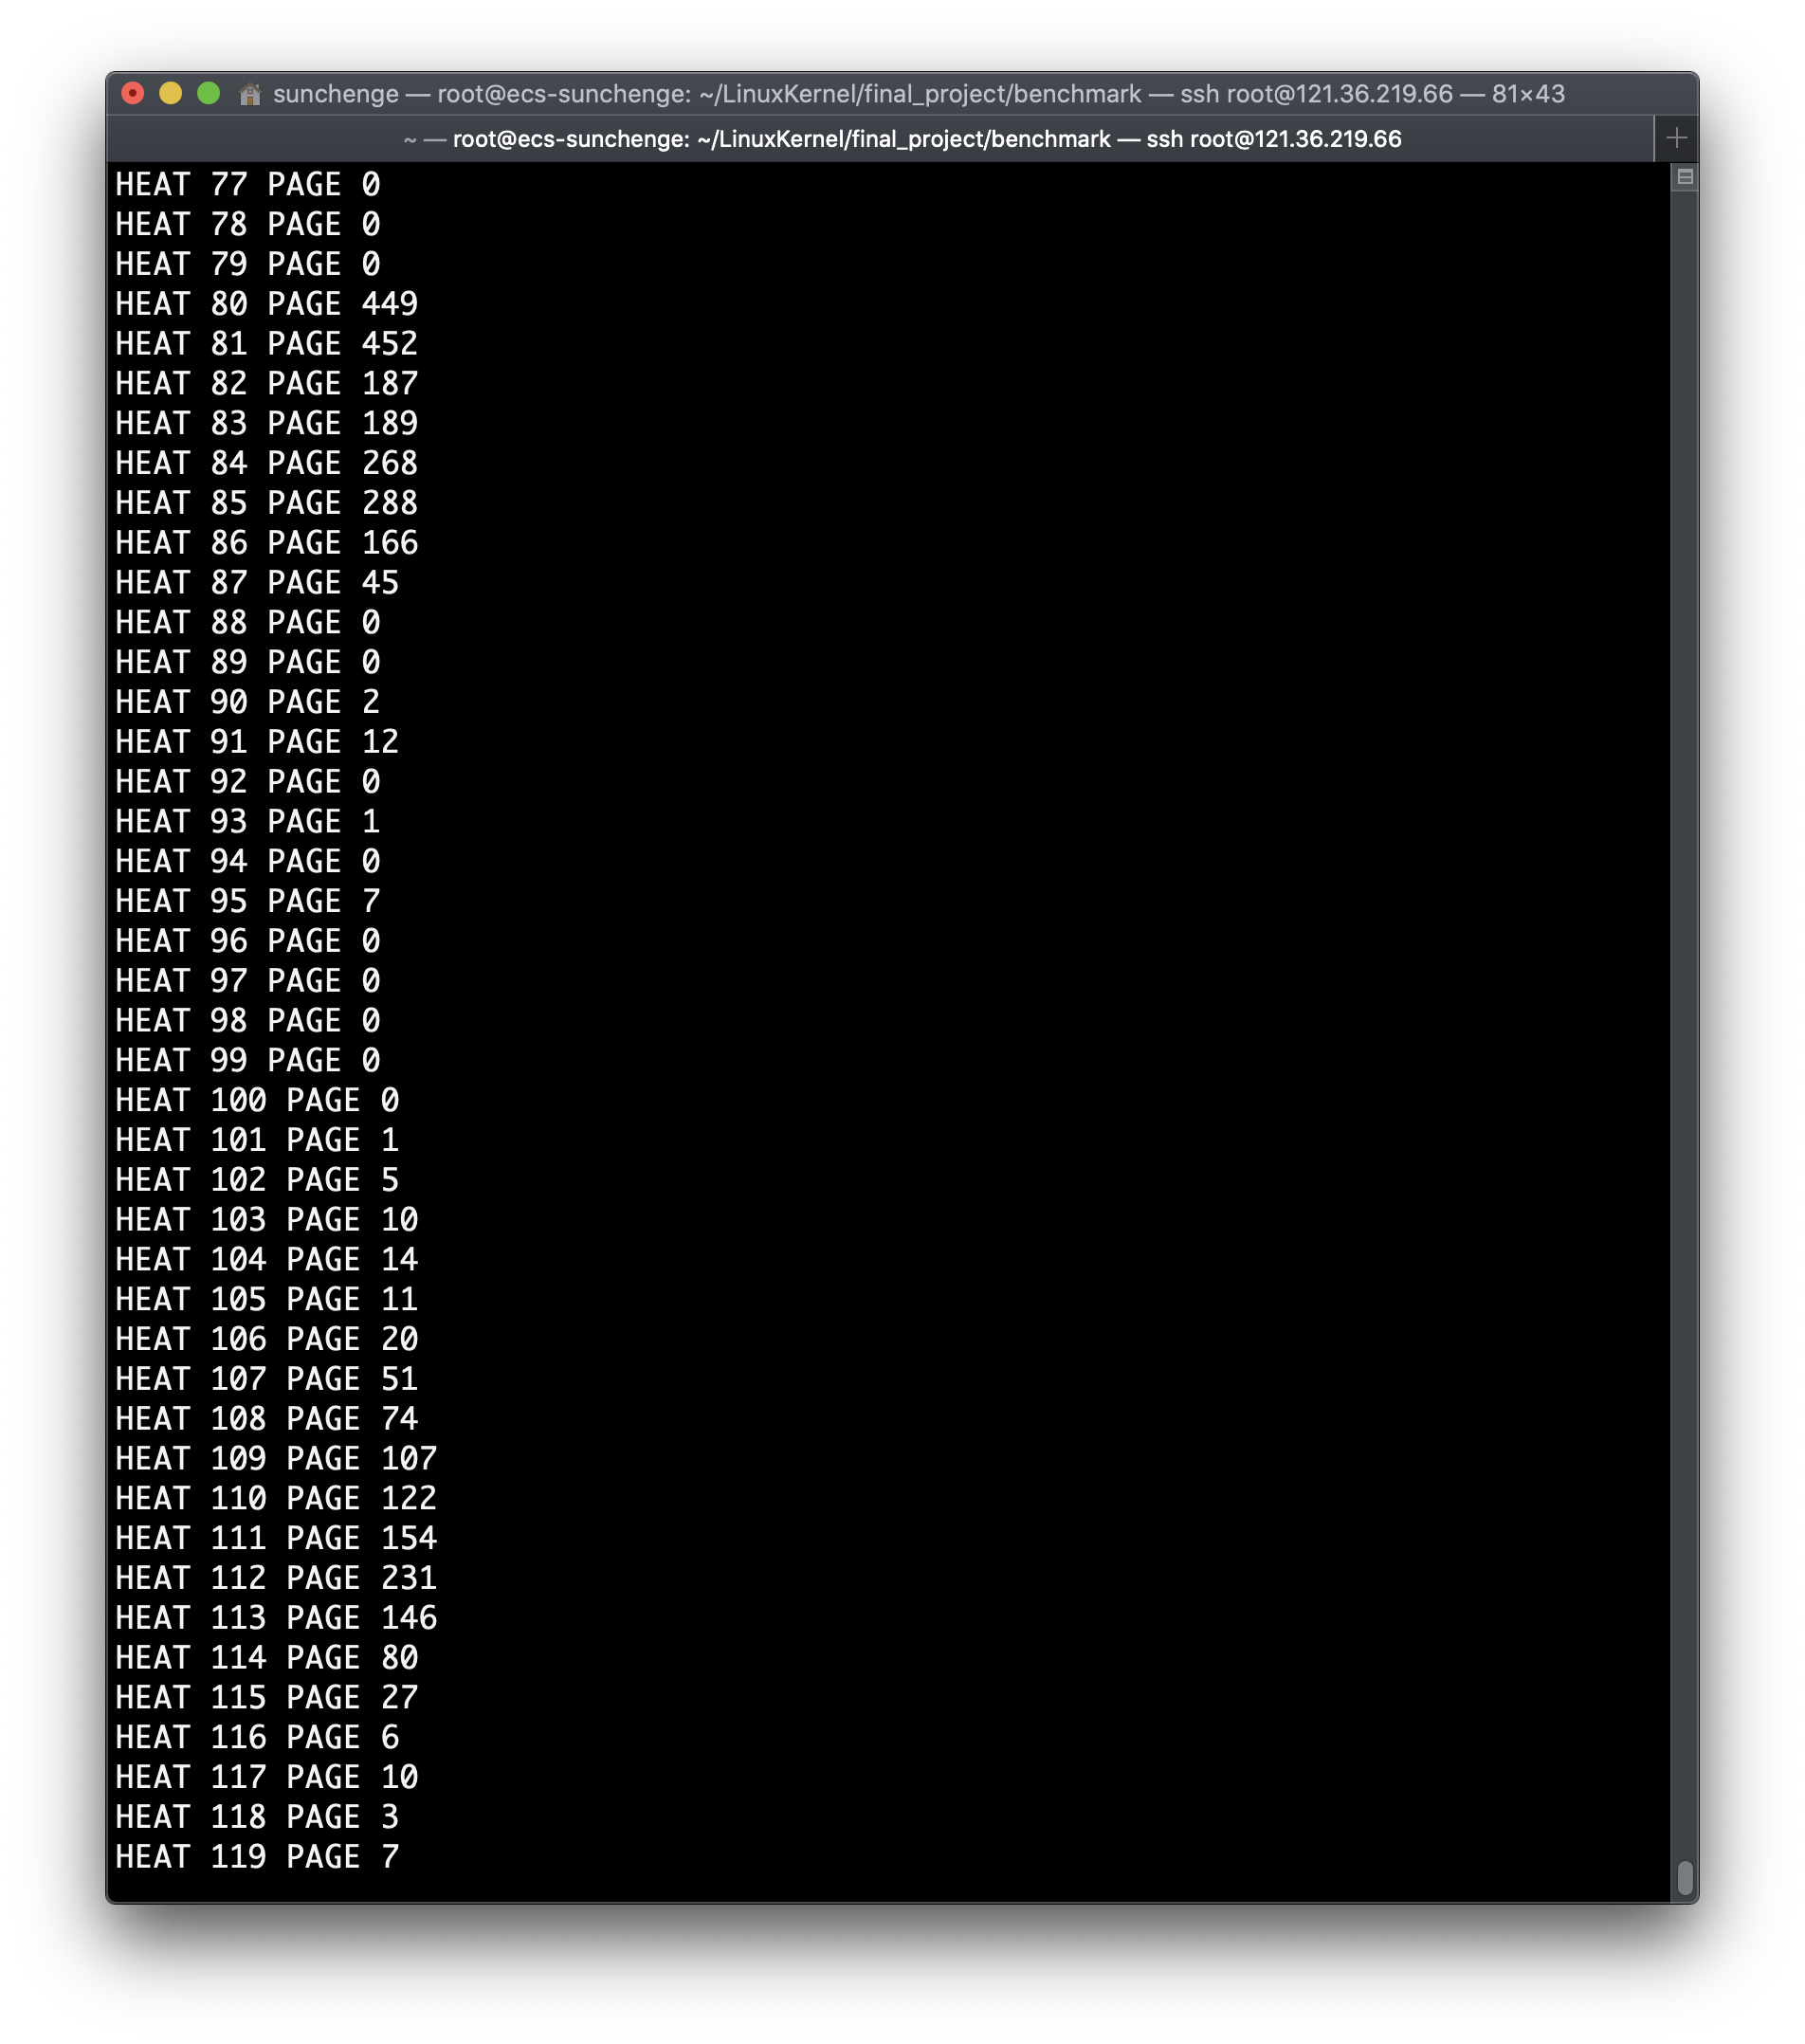 sunchenge — root@ecs-sunchenge: ~/LinuxKernel/final_project/benchmark — ssh root@121.36.219.66 — 81×43
~ — root@ecs-sunchenge: ~/LinuxKernel/final_project/benchmark — ssh root@121.36.219.66
HEAT 77 PAGE 0
HEAT 78 PAGE 0
HEAT 79 PAGE 0
HEAT 80 PAGE 449
HEAT 81 PAGE 452
HEAT 82 PAGE 187
HEAT 83 PAGE 189
HEAT 84 PAGE 268
HEAT 85 PAGE 288
HEAT 86 PAGE 166
HEAT 87 PAGE 45
HEAT 88 PAGE 0
HEAT 89 PAGE 0
HEAT 90 PAGE 2
HEAT 91 PAGE 12
HEAT 92 PAGE 0
HEAT 93 PAGE 1
HEAT 94 PAGE 0
HEAT 95 PAGE 7
HEAT 96 PAGE 0
HEAT 97 PAGE 0
HEAT 98 PAGE 0
HEAT 99 PAGE 0
HEAT 100 PAGE 0
HEAT 101 PAGE 1
HEAT 102 PAGE 5
HEAT 103 PAGE 10
HEAT 104 PAGE 14
HEAT 105 PAGE 11
HEAT 106 PAGE 20
HEAT 107 PAGE 51
HEAT 108 PAGE 74
HEAT 109 PAGE 107
HEAT 110 PAGE 122
HEAT 111 PAGE 154
HEAT 112 PAGE 231
HEAT 113 PAGE 146
HEAT 114 PAGE 80
HEAT 115 PAGE 27
HEAT 116 PAGE 6
HEAT 117 PAGE 10
HEAT 118 PAGE 3
HEAT 119 PAGE 7